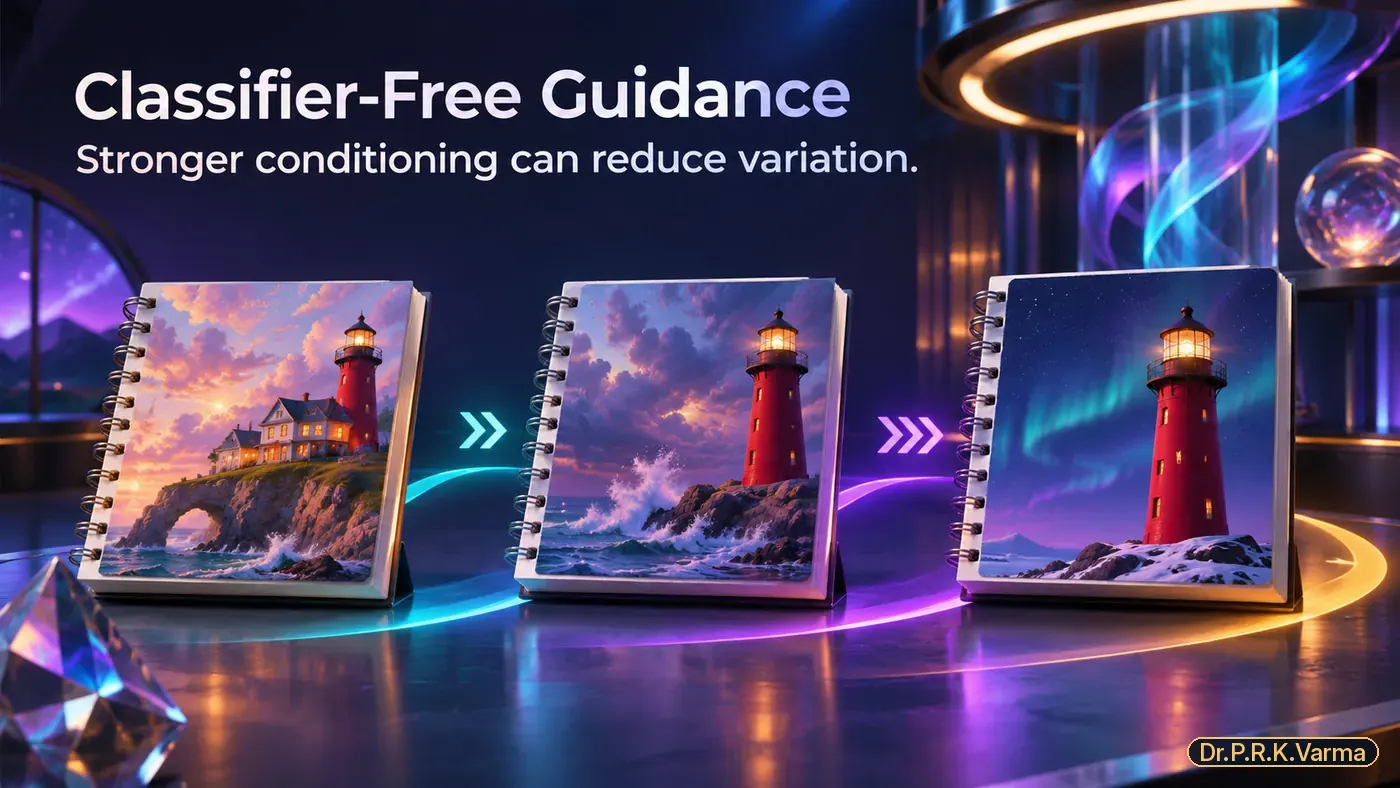 Classifier-Free Guidance
Stronger conditioning can reduce variation.
Dr.P.R.K.Varma